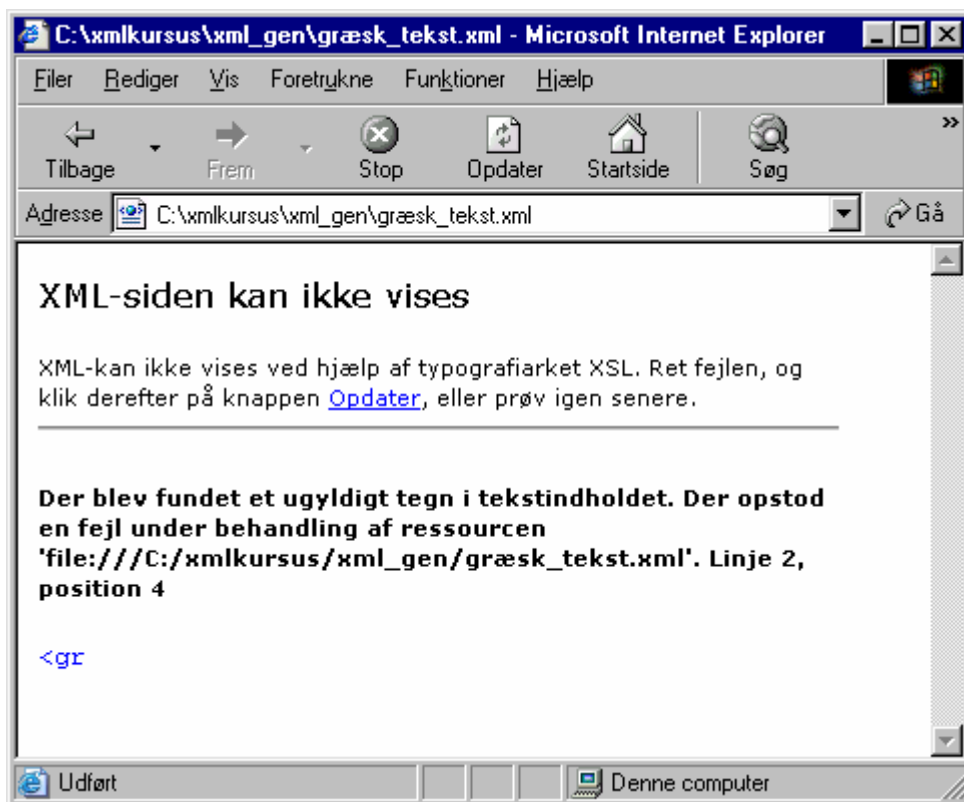 C:\xmlkursus\xml_gen\græsk_tekst.xml - Microsoft Internet Explorer
Filer Rediger Vis Foretrukne Funktioner Hjælp
Tilbage Frem Stop Opdater Startside Søg »
Adresse C:\xmlkursus\xml_gen\græsk_tekst.xml Gå
XML-siden kan ikke vises
XML-kan ikke vises ved hjælp af typografiarket XSL. Ret fejlen, og
klik derefter på knappen Opdater, eller prøv igen senere.
Der blev fundet et ugyldigt tegn i tekstindholdet. Der opstod
en fejl under behandling af ressourcen
'file:///C:/xmlkursus/xml_gen/græsk_tekst.xml'. Linje 2,
position 4
<gr
Udført Denne computer